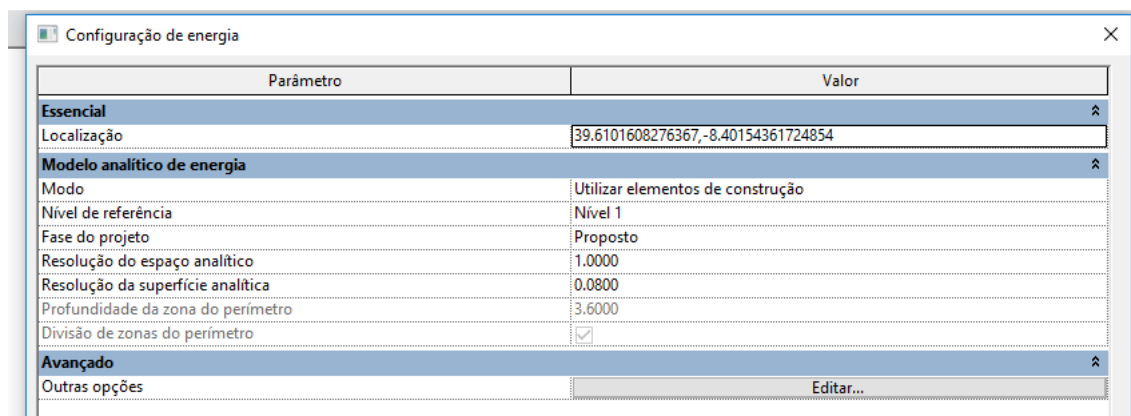 Configuração de energia
Parâmetro Valor
Essencial
Localização 39.6101608276367,-8.40154361724854
Modelo analítico de energia
Modo Utilizar elementos de construção
Nível de referência Nível 1
Fase do projeto Proposto
Resolução do espaço analítico 1.0000
Resolução da superfície analítica 0.0800
Profundidade da zona do perímetro 3.6000
Divisão de zonas do perímetro
Avançado
Outras opções Editar...